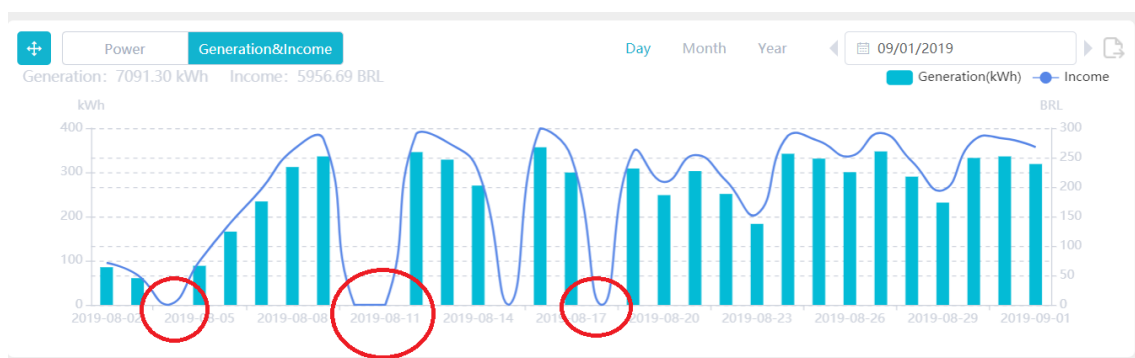 Power Generation&Income Day Month Year 09/01/2019
Generation: 7091.30 kWh Income: 5956.69 BRL Generation(kWh) Income
kWh BRL
400 300
250
300
200
200 150
100
100
50
0 0
2019-08-02 2019-08-05 2019-08-08 2019-08-11 2019-08-14 2019-08-17 2019-08-20 2019-08-23 2019-08-26 2019-08-29 2019-09-01